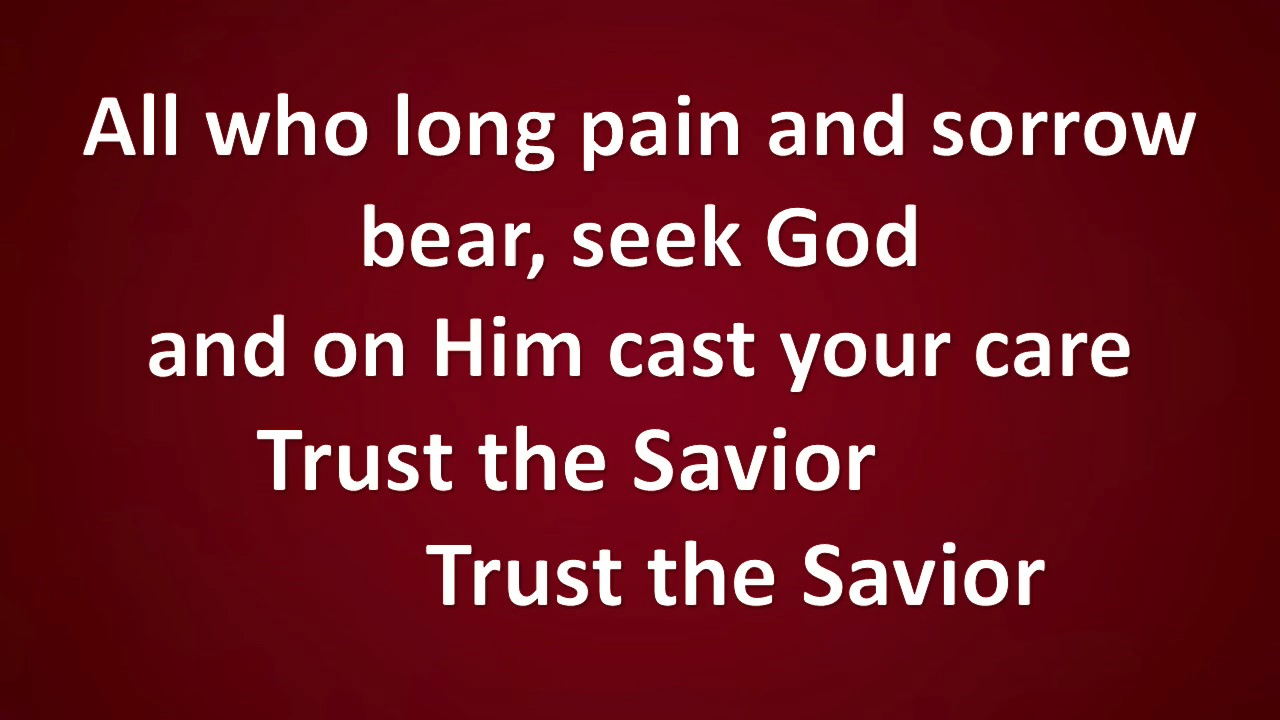 All who long pain and sorrow
bear, seek God
and on Him cast your care
Trust the Savior
Trust the Savior